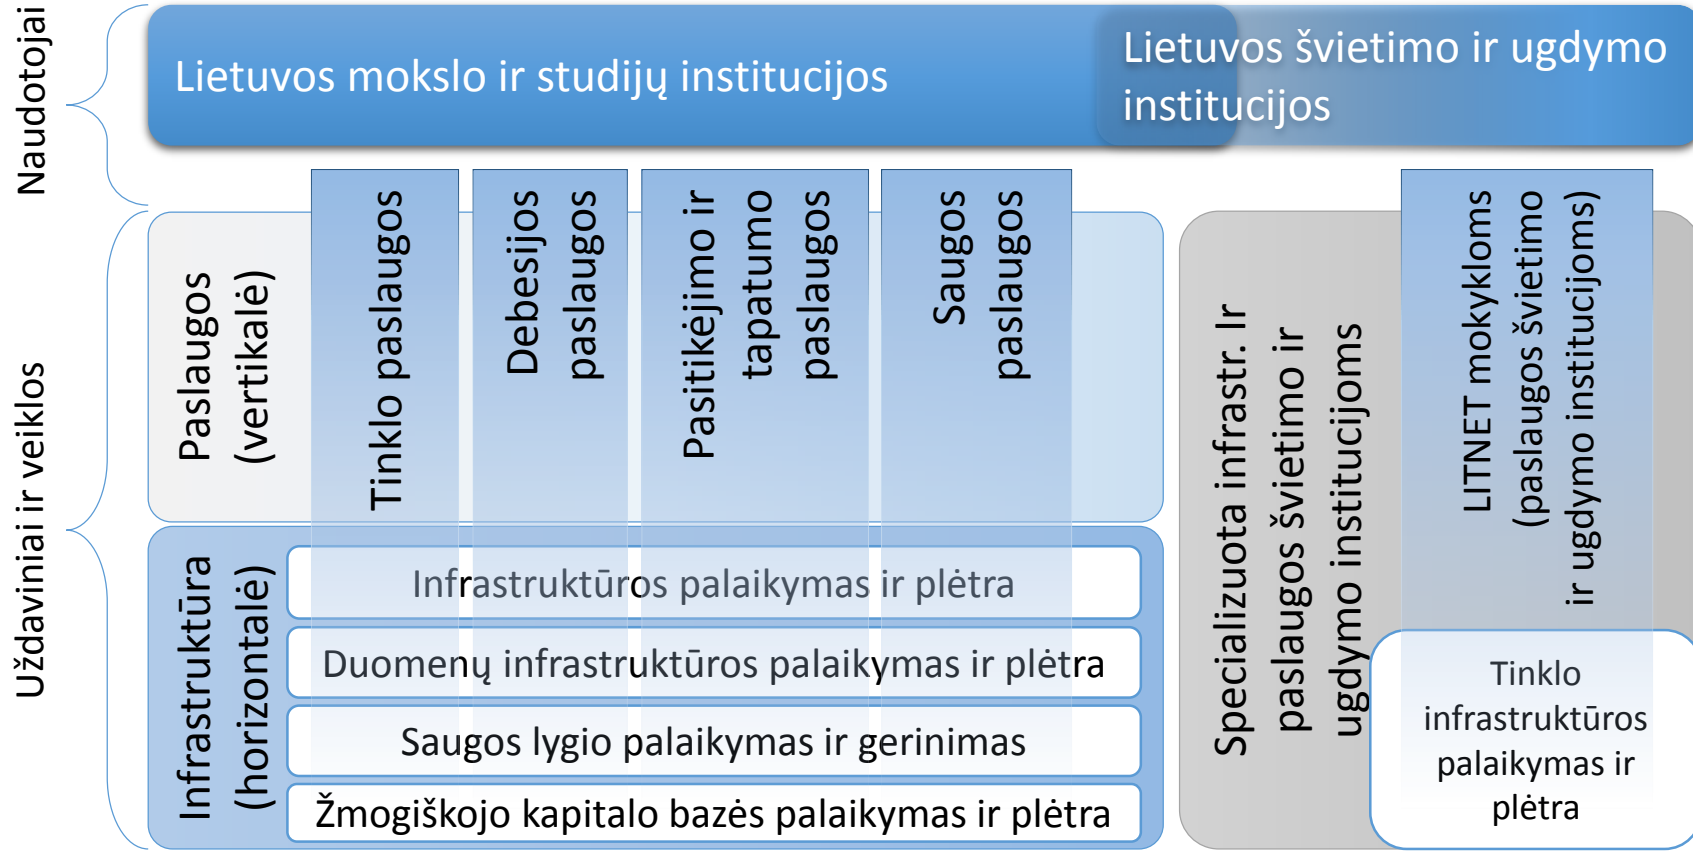 Naudotojai
Lietuvos mokslo ir studijų institucijos
Lietuvos švietimo ir ugdymo
institucijos
Uždaviniai ir veiklos
Paslaugos
(vertikalė)
Tinklo paslaugos
Debesijos
paslaugos
Pasitikėjimo ir
tapatumo
paslaugos
Saugos
paslaugos
Infrastruktūra
(horizontalė)
Infrastruktūros palaikymas ir plėtra
Duomenų infrastruktūros palaikymas ir plėtra
Saugos lygio palaikymas ir gerinimas
Žmogiškojo kapitalo bazės palaikymas ir plėtra
Specializuota infrastr. Ir
paslaugos švietimo ir
ugdymo institucijoms
LITNET mokykloms
(paslaugos švietimo
ir ugdymo institucijoms)
Tinklo
infrastruktūros
palaikymas ir
plėtra